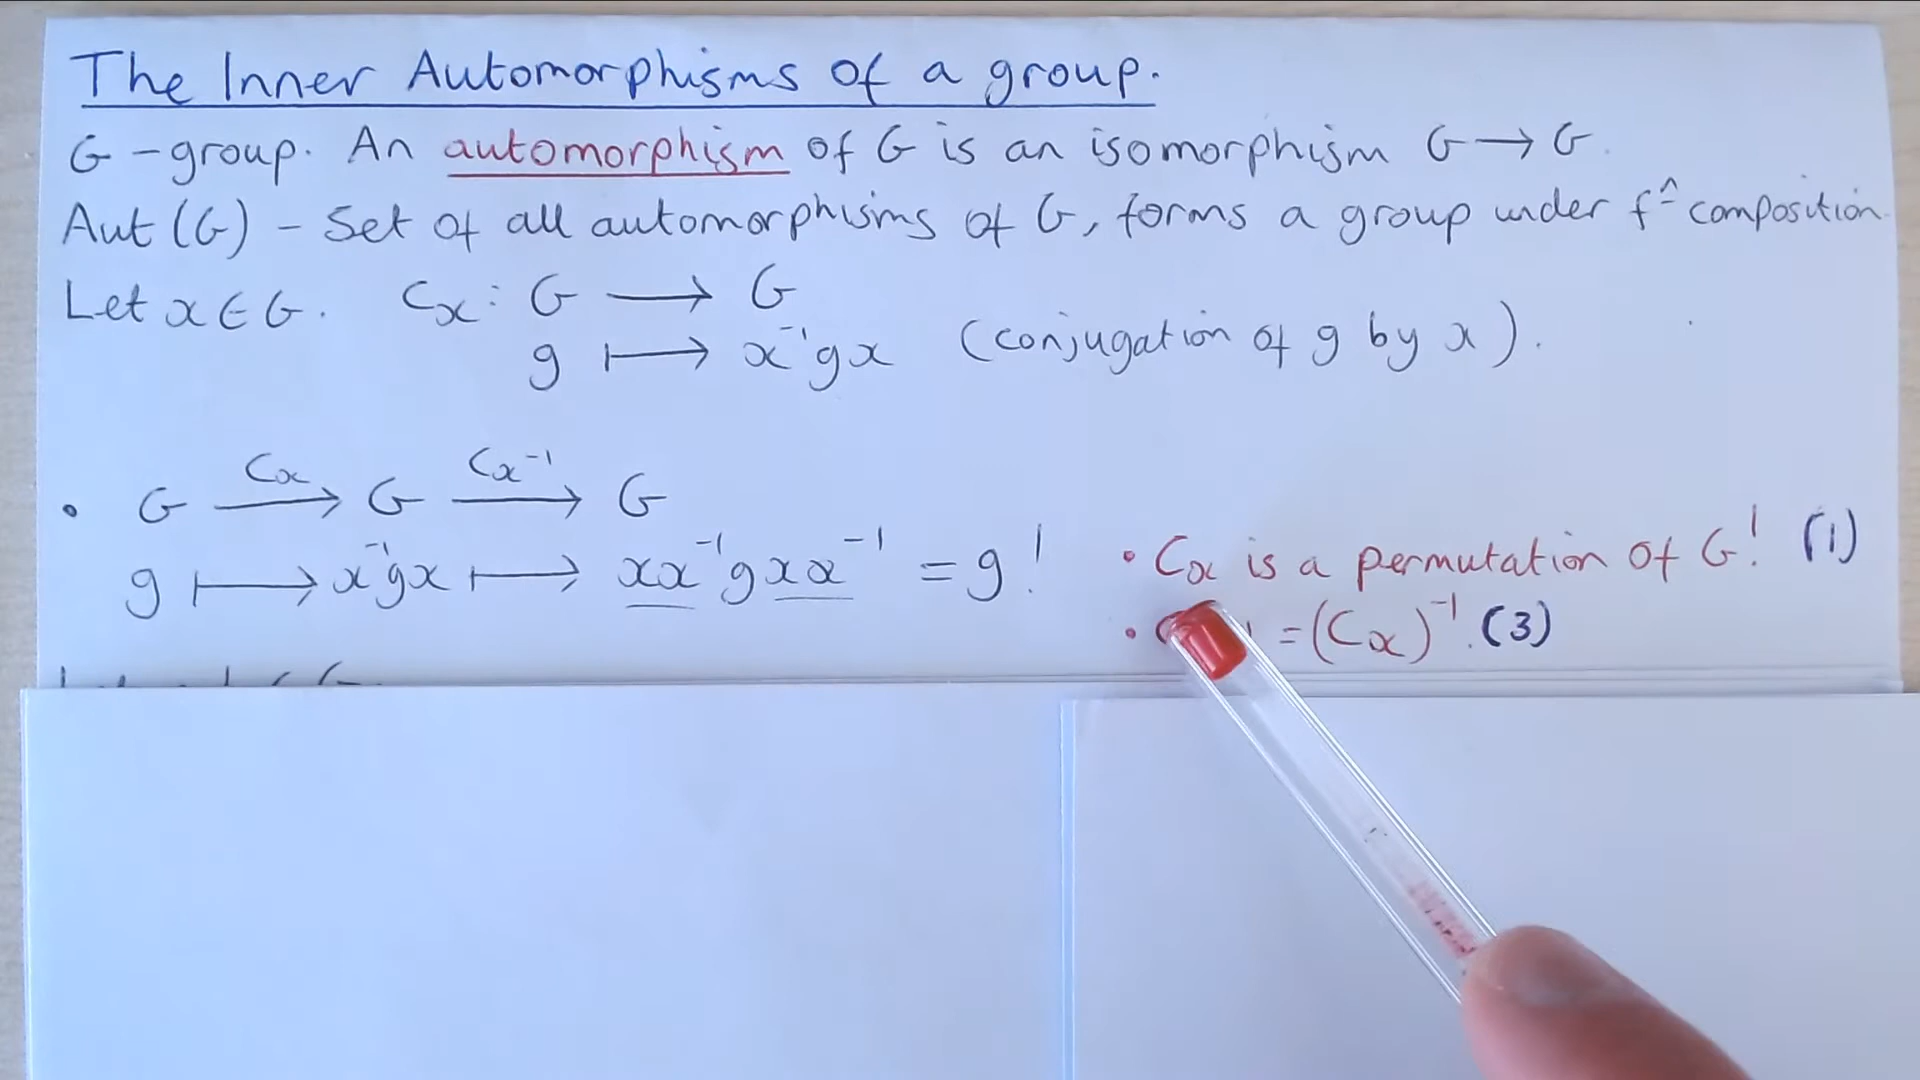 The Inner Automorphisms of a group.
G - group. An automorphism of G is an isomorphism G → G.
Aut (G) - Set of all automorphisms of G, forms a group under fⁿ composition.
Let x ∈ G. Cₓ : G ⟶ G
g ⟼ x⁻¹gx (conjugation of g by x).
• G —Cₓ→ G —Cₓ⁻¹→ G
g ⟼ x⁻¹gx ⟼ xx⁻¹gxx⁻¹ = g!
• Cₓ is a permutation of G! (1)
• = (Cₓ)⁻¹. (3)